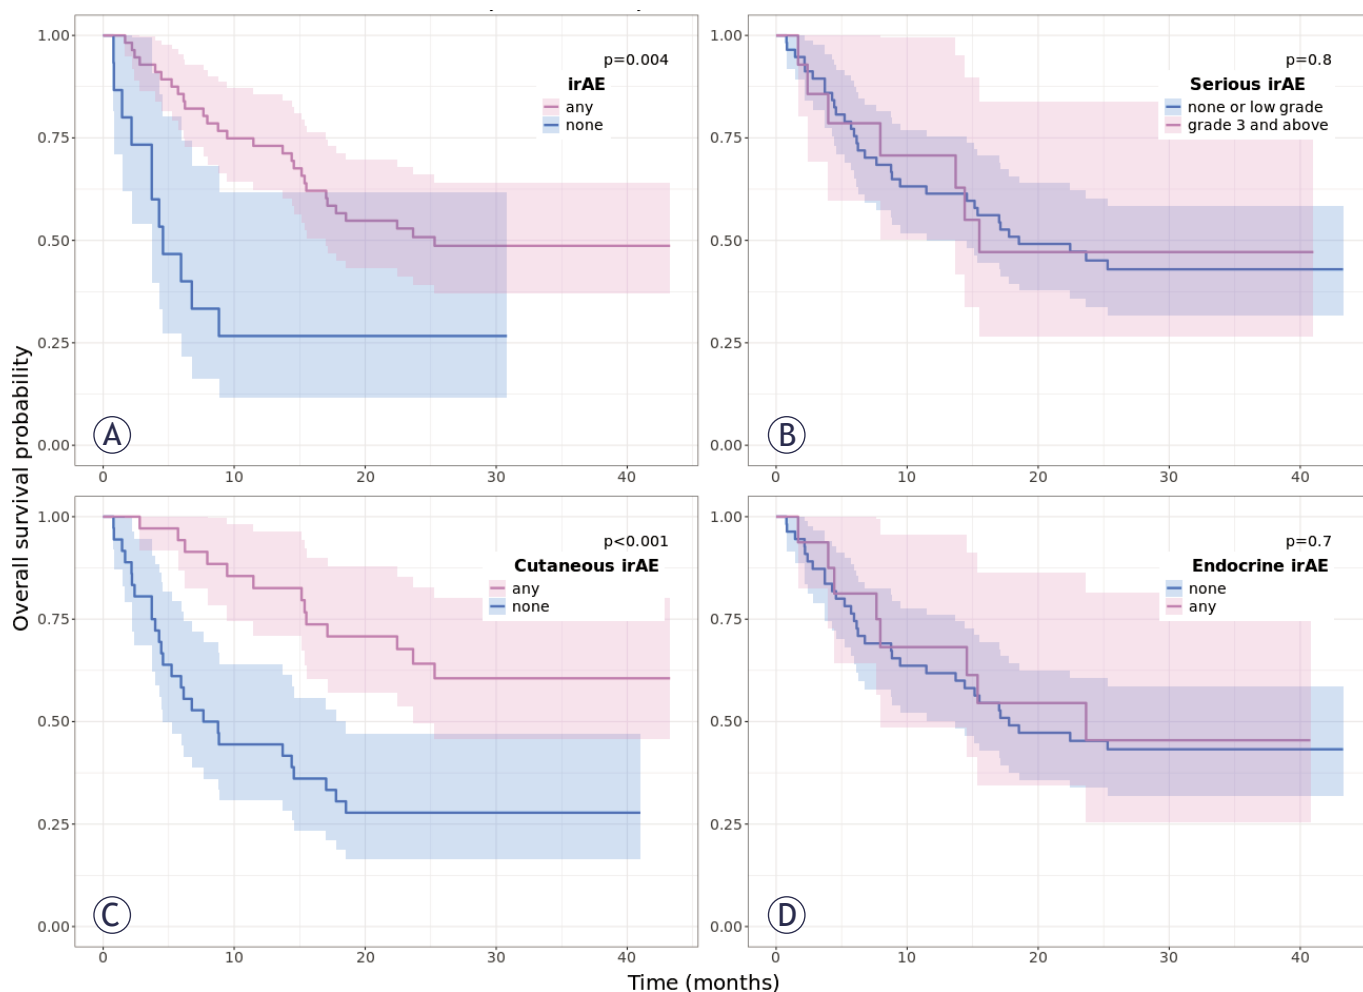 Overall survival probability
1.00
0.75
0.50
0.25
0.00
p=0.004
irAE
any
none
A
0
10
20
30
40
1.00
0.75
0.50
0.25
0.00
p=0.8
Serious irAE
none or low grade
grade 3 and above
B
0
10
20
30
40
1.00
0.75
0.50
0.25
0.00
p<0.001
Cutaneous irAE
any
none
C
0
10
20
30
40
1.00
0.75
0.50
0.25
0.00
p=0.7
Endocrine irAE
none
any
D
0
10
20
30
40
Time (months)